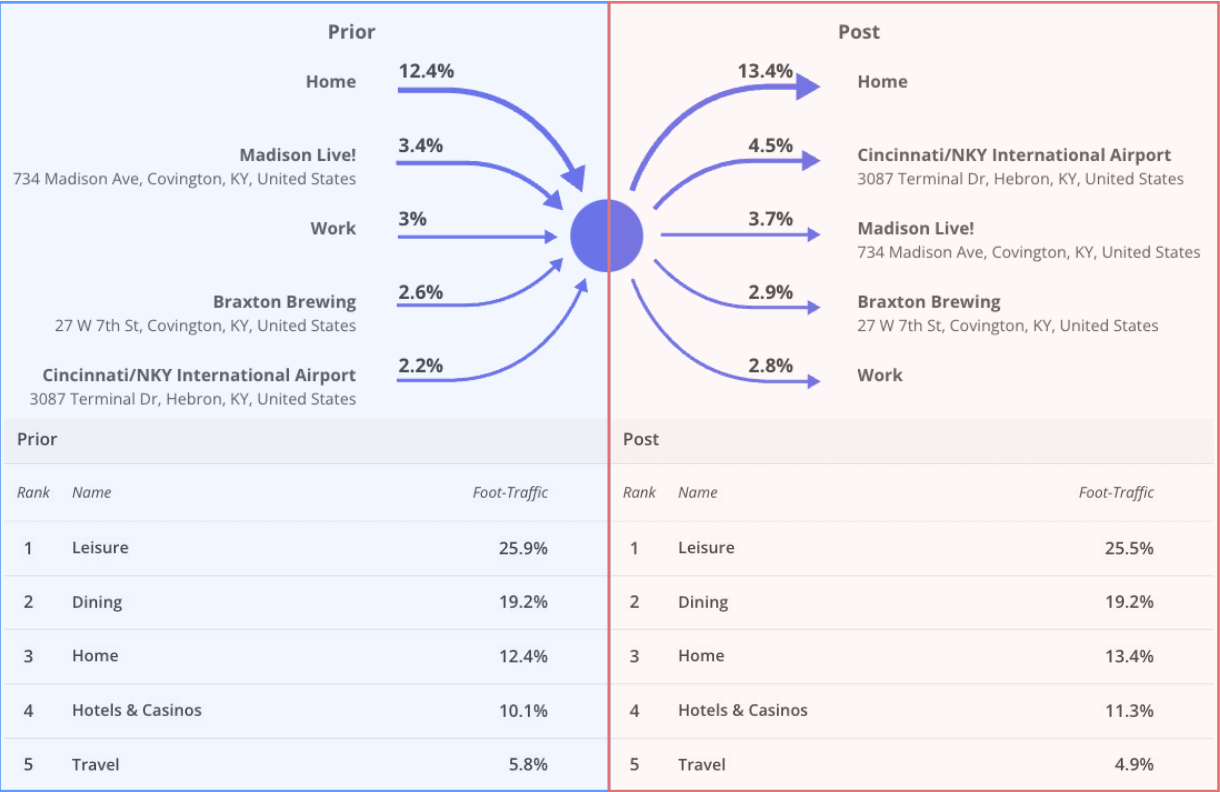 Prior
Home
12.4%
Madison Live!
734 Madison Ave, Covington, KY, United States
3.4%
Work
3%
Braxton Brewing
27 W 7th St, Covington, KY, United States
2.6%
Cincinnati/NKY International Airport
3087 Terminal Dr, Hebron, KY, United States
2.2%
Post
13.4%
Home
4.5%
Cincinnati/NKY International Airport
3087 Terminal Dr, Hebron, KY, United States
3.7%
Madison Live!
734 Madison Ave, Covington, KY, United States
2.9%
Braxton Brewing
27 W 7th St, Covington, KY, United States
2.8%
Work
Prior
Rank Name Foot-Traffic
1 Leisure 25.9%
2 Dining 19.2%
3 Home 12.4%
4 Hotels & Casinos 10.1%
5 Travel 5.8%
Post
Rank Name Foot-Traffic
1 Leisure 25.5%
2 Dining 19.2%
3 Home 13.4%
4 Hotels & Casinos 11.3%
5 Travel 4.9%